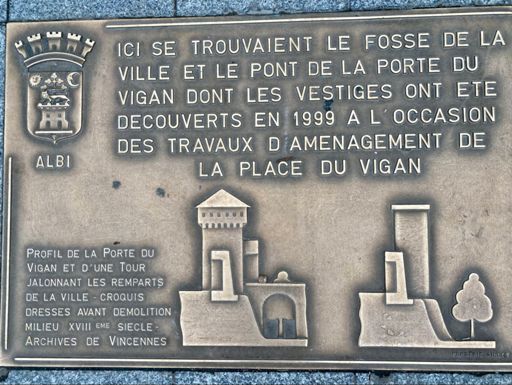 ICI SE TROUVAIENT LE FOSSE DE LA
VILLE ET LE PONT DE LA PORTE DU
VIGAN DONT LES VESTIGES ONT ETE
DECOUVERTS EN 1999 A L'OCCASION
DES TRAVAUX D'AMENAGEMENT DE
LA PLACE DU VIGAN
ALBI
PROFIL DE LA PORTE DU
VIGAN ET D'UNE TOUR
JALONNANT LES REMPARTS
DE LA VILLE - CROQUIS
DRESSES AVANT DEMOLITION
MILIEU XVIII EME SIECLE -
ARCHIVES DE VINCENNES